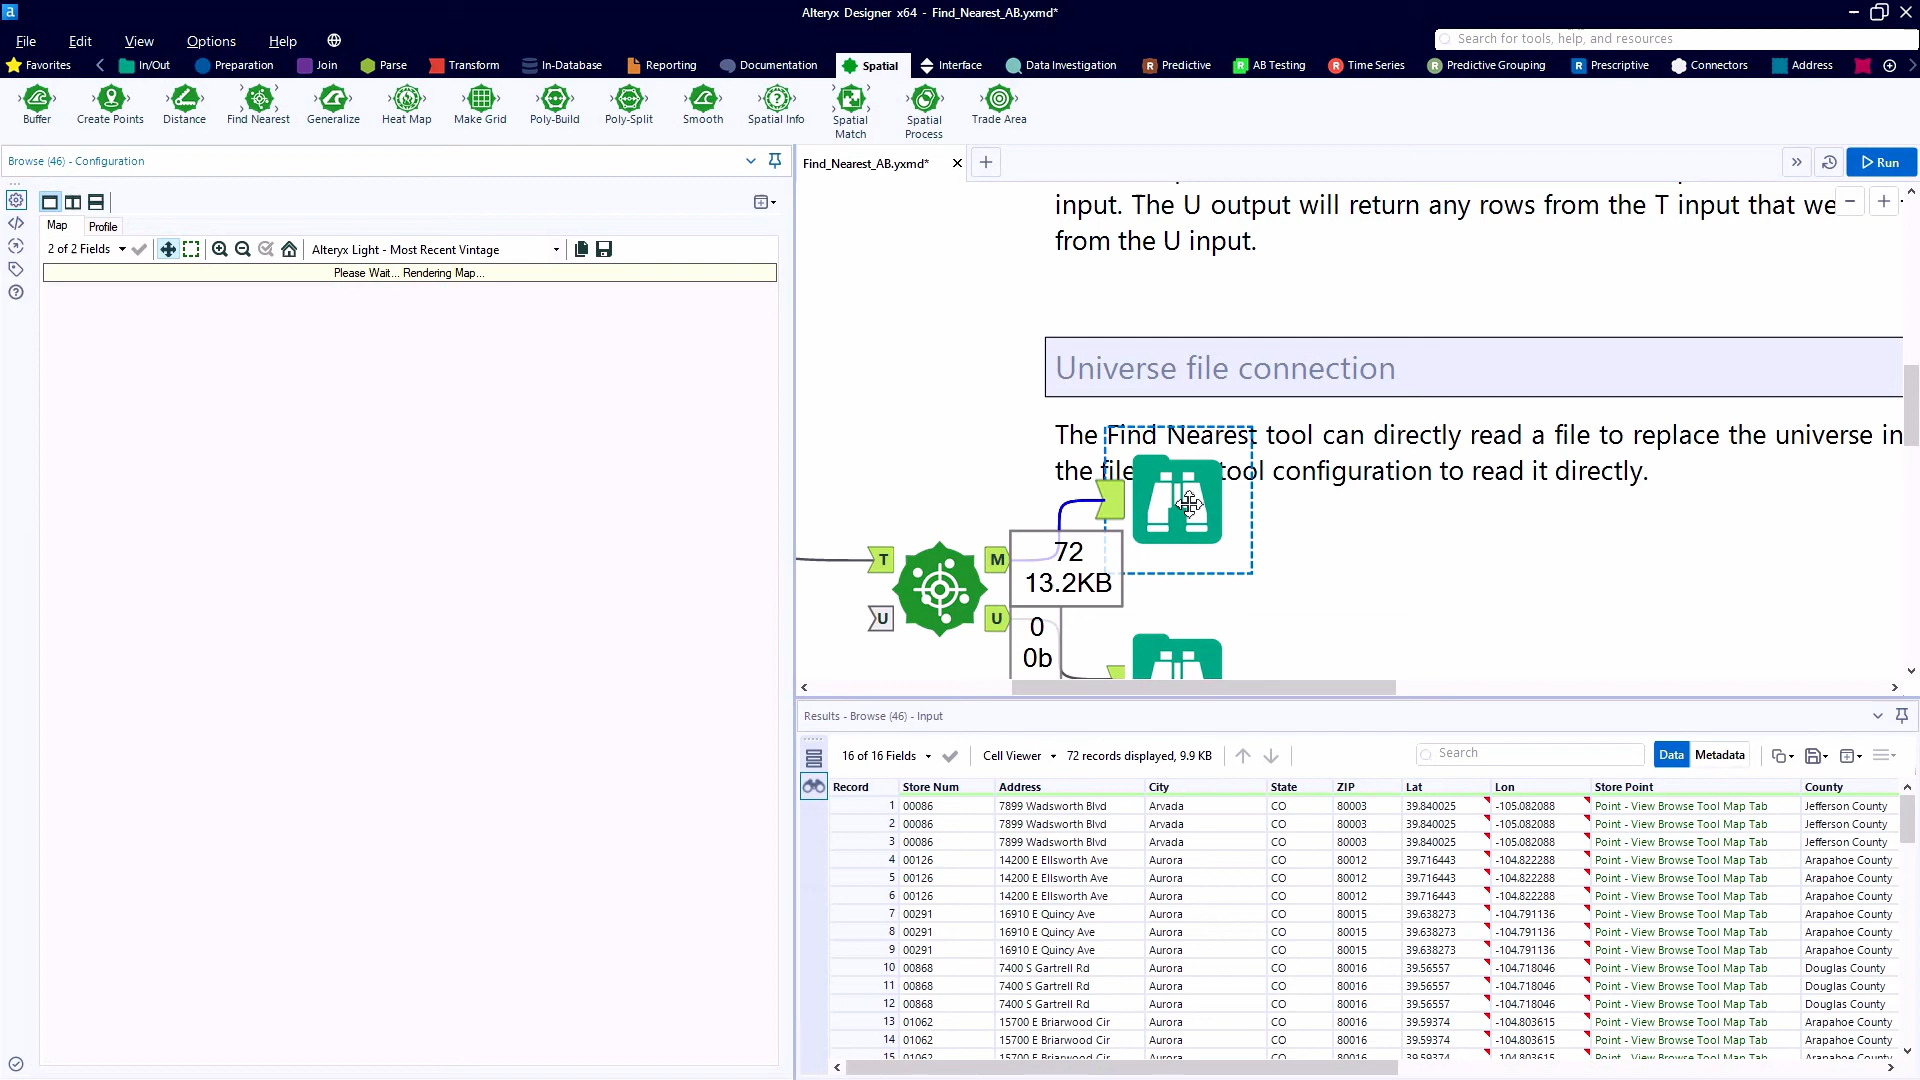 Alteryx Designer x64 - Find_Nearest_AB.yxmd*
File Edit View Options Help
Search for tools, help, and resources
Favorites In/Out Preparation Join Parse Transform In-Database Reporting Documentation Spatial Interface Data Investigation Predictive AB Testing Time Series Predictive Grouping Prescriptive Connectors Address
Buffer Create Points Distance Find Nearest Generalize Heat Map Make Grid Poly-Build Poly-Split Smooth Spatial Info Spatial Match Spatial Process Trade Area
Browse (46) - Configuration
Find_Nearest_AB.yxmd*
Run
Map Profile
2 of 2 Fields Alteryx Light - Most Recent Vintage
Please Wait... Rendering Map...
input. The U output will return any rows from the T input that we
from the U input.
Universe file connection
The Find Nearest tool can directly read a file to replace the universe in
the file tool configuration to read it directly.
T M 72
13.2KB
U U 0
0b
Results - Browse (46) - Input
16 of 16 Fields Cell Viewer 72 records displayed, 9.9 KB Search Data Metadata
Record Store Num Address City State ZIP Lat Lon Store Point County
1 00086 7899 Wadsworth Blvd Arvada CO 80003 39.840025 -105.082088 Point - View Browse Tool Map Tab Jefferson County
2 00086 7899 Wadsworth Blvd Arvada CO 80003 39.840025 -105.082088 Point - View Browse Tool Map Tab Jefferson County
3 00086 7899 Wadsworth Blvd Arvada CO 80003 39.840025 -105.082088 Point - View Browse Tool Map Tab Jefferson County
4 00126 14200 E Ellsworth Ave Aurora CO 80012 39.716443 -104.822288 Point - View Browse Tool Map Tab Arapahoe County
5 00126 14200 E Ellsworth Ave Aurora CO 80012 39.716443 -104.822288 Point - View Browse Tool Map Tab Arapahoe County
6 00126 14200 E Ellsworth Ave Aurora CO 80012 39.716443 -104.822288 Point - View Browse Tool Map Tab Arapahoe County
7 00291 16910 E Quincy Ave Aurora CO 80015 39.638273 -104.791136 Point - View Browse Tool Map Tab Arapahoe County
8 00291 16910 E Quincy Ave Aurora CO 80015 39.638273 -104.791136 Point - View Browse Tool Map Tab Arapahoe County
9 00291 16910 E Quincy Ave Aurora CO 80015 39.638273 -104.791136 Point - View Browse Tool Map Tab Arapahoe County
10 00868 7400 S Gartrell Rd Aurora CO 80016 39.56557 -104.718046 Point - View Browse Tool Map Tab Douglas County
11 00868 7400 S Gartrell Rd Aurora CO 80016 39.56557 -104.718046 Point - View Browse Tool Map Tab Douglas County
12 00868 7400 S Gartrell Rd Aurora CO 80016 39.56557 -104.718046 Point - View Browse Tool Map Tab Douglas County
13 01062 15700 E Briarwood Cir Aurora CO 80016 39.59374 -104.803615 Point - View Browse Tool Map Tab Arapahoe County
14 01062 15700 E Briarwood Cir Aurora CO 80016 39.59374 -104.803615 Point - View Browse Tool Map Tab Arapahoe County
15 01062 15700 E Briarwood Cir Aurora CO 80016 39.59374 -104.803615 Point - View Browse Tool Map Tab Arapahoe County